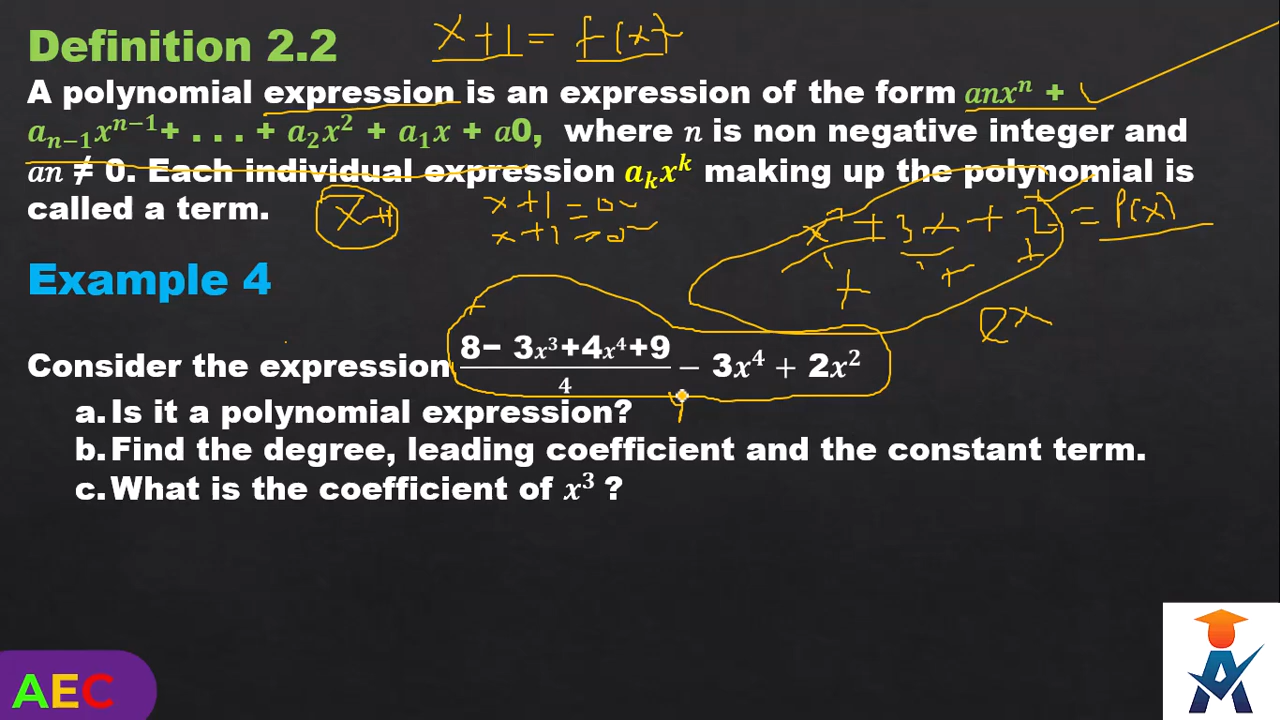 Definition 2.2
x+1 = f(x)
A polynomial expression is an expression of the form anxⁿ +
aₙ₋₁xⁿ⁻¹+ . . . + a₂x² + a₁x + a0, where n is non negative integer and
an ≠ 0. Each individual expression aₖxᵏ making up the polynomial is
called a term.
x+1 = 0
x+1 > 0
x² + 3x + 2 = P(x)
Example 4
Consider the expression (8− 3x³+4x⁴+9)/4 − 3x⁴ + 2x²
a. Is it a polynomial expression?
b. Find the degree, leading coefficient and the constant term.
c. What is the coefficient of x³ ?
AEC